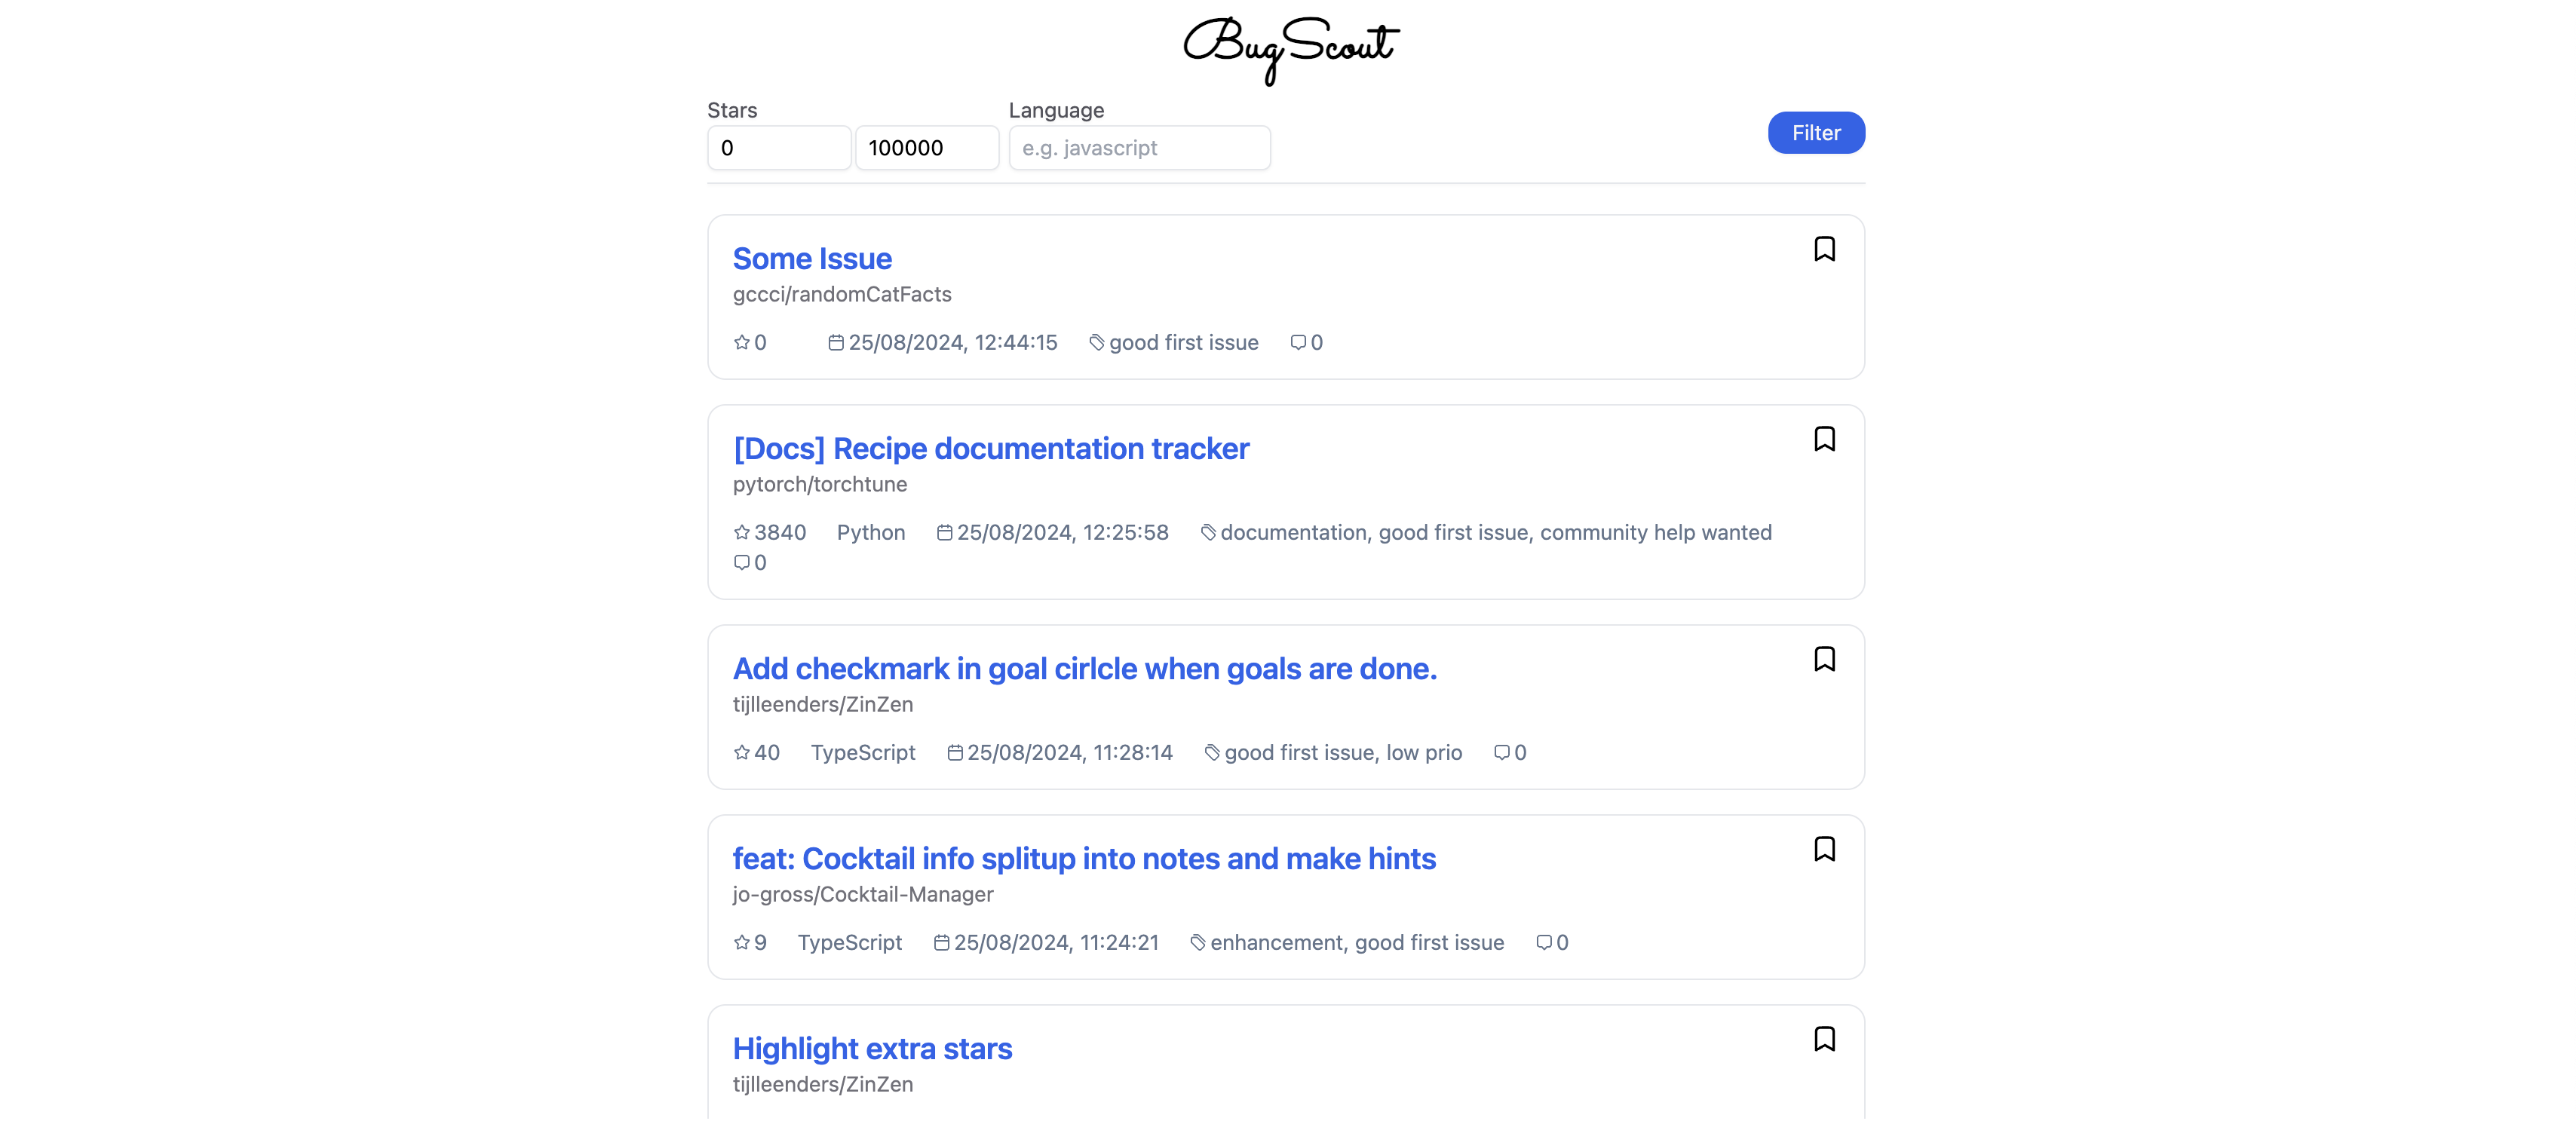 BugScout
Stars Language
0 100000 e.g. javascript Filter
Some Issue
gccci/randomCatFacts
0 25/08/2024, 12:44:15 good first issue 0
[Docs] Recipe documentation tracker
pytorch/torchtune
3840 Python 25/08/2024, 12:25:58 documentation, good first issue, community help wanted
0
Add checkmark in goal cirlcle when goals are done.
tijlleenders/ZinZen
40 TypeScript 25/08/2024, 11:28:14 good first issue, low prio 0
feat: Cocktail info splitup into notes and make hints
jo-gross/Cocktail-Manager
9 TypeScript 25/08/2024, 11:24:21 enhancement, good first issue 0
Highlight extra stars
tijlleenders/ZinZen